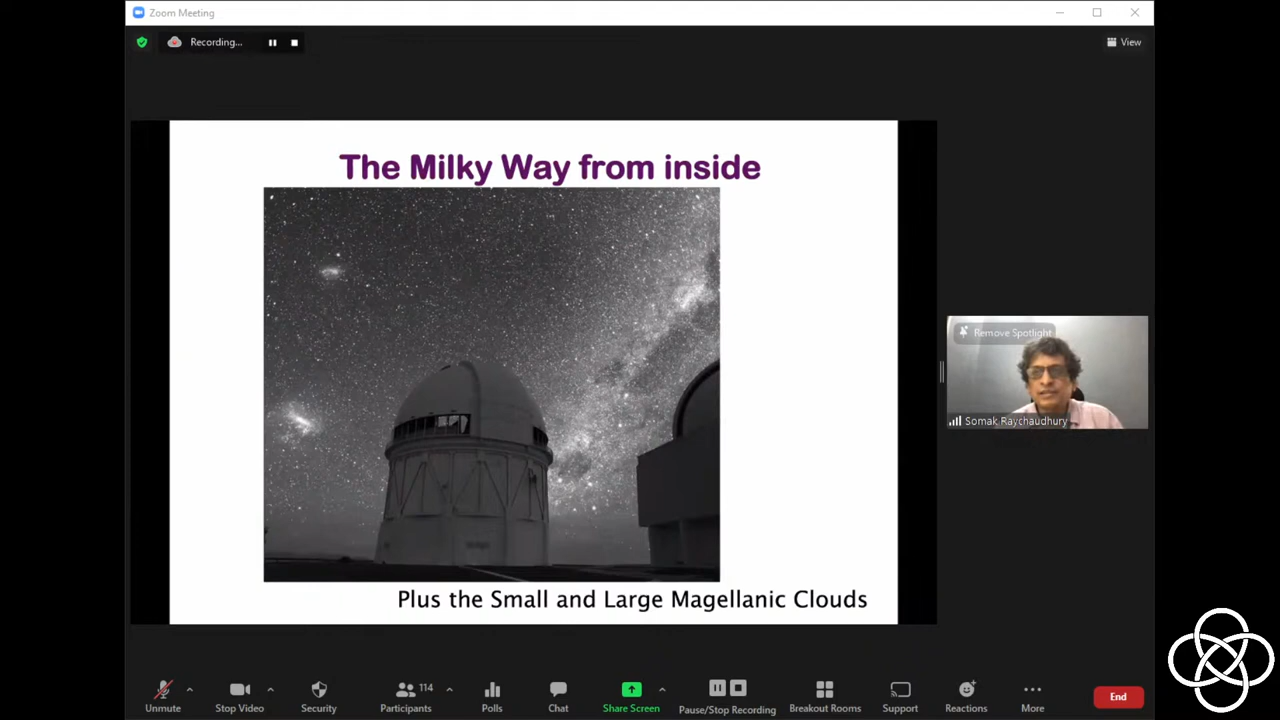 Zoom Meeting
Recording...
View
The Milky Way from inside
Plus the Small and Large Magellanic Clouds
Remove Spotlight
Somak Raychaudhury
114
Unmute
Stop Video
Security
Participants
Polls
Chat
Share Screen
Pause/Stop Recording
Breakout Rooms
Support
Reactions
More
End